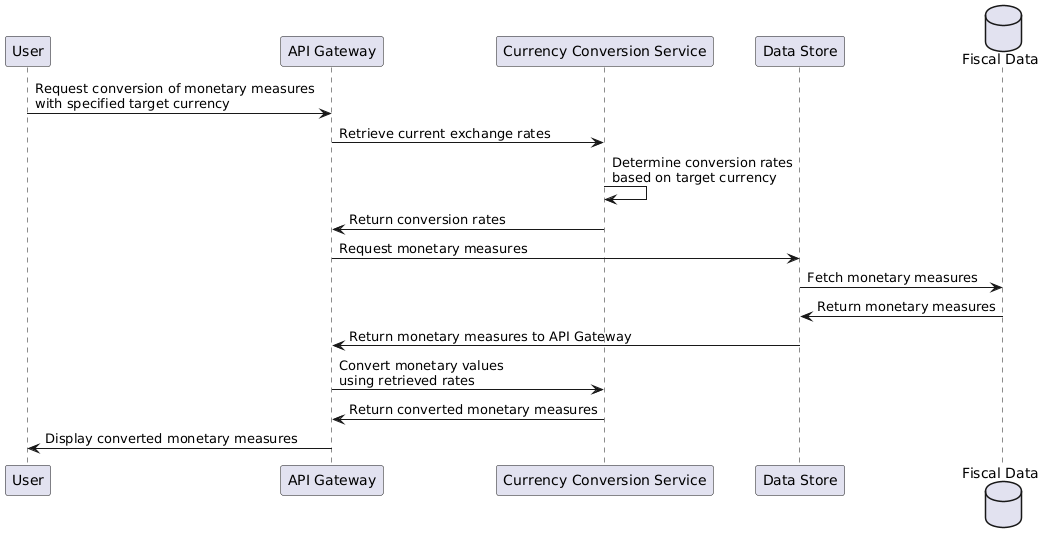 Fiscal Data
User
API Gateway
Currency Conversion Service
Data Store
Request conversion of monetary measures
with specified target currency
Retrieve current exchange rates
Determine conversion rates
based on target currency
Return conversion rates
Request monetary measures
Fetch monetary measures
Return monetary measures
Return monetary measures to API Gateway
Convert monetary values
using retrieved rates
Return converted monetary measures
Display converted monetary measures
User
API Gateway
Currency Conversion Service
Data Store
Fiscal Data